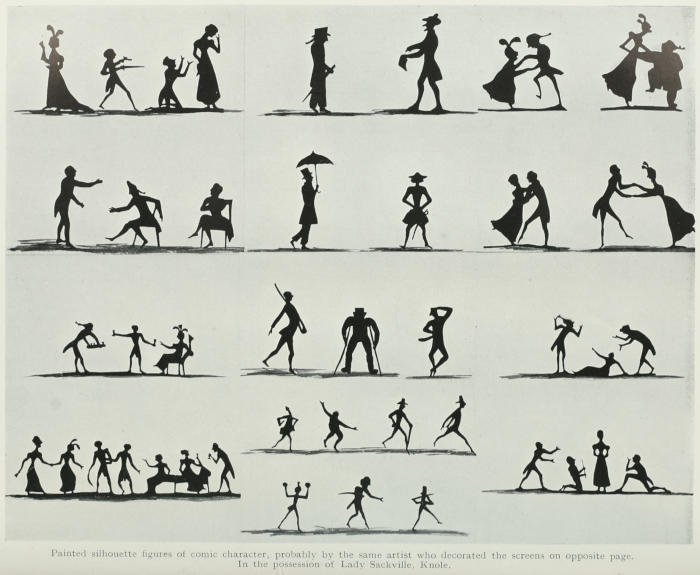 Painted silhouette figures of comic character, probably by the same artist who decorated the screens on opposite page.
In the possession of Lady Sackville, Knole.